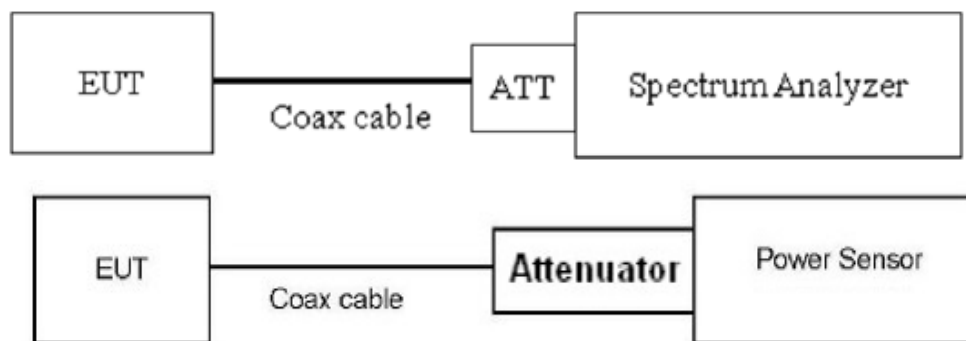 EUT
Coax cable
ATT
Spectrum Analyzer
EUT
Coax cable
Attenuator
Power Sensor